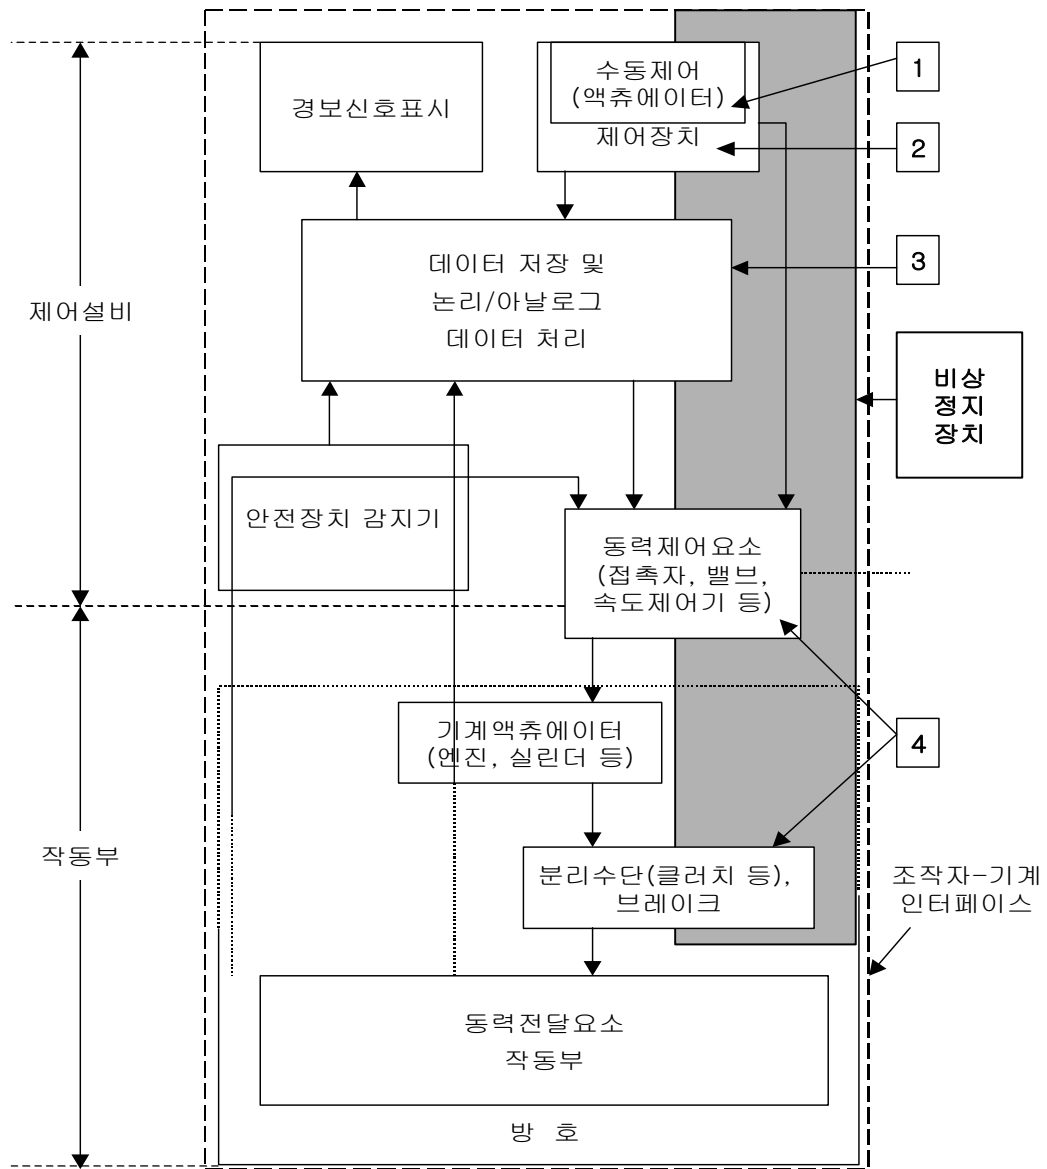 경보신호표시
수동제어
(액츄에이터)
제어장치
1
2
데이터 저장 및
논리/아날로그
데이터 처리
3
제어설비
비상
정지
장치
안전장치 감지기
동력제어요소
(접촉자, 밸브,
속도제어기 등)
기계액츄에이터
(엔진, 실린더 등)
4
작동부
분리수단(클러치 등),
브레이크
조작자-기계
인터페이스
동력전달요소
작동부
방 호